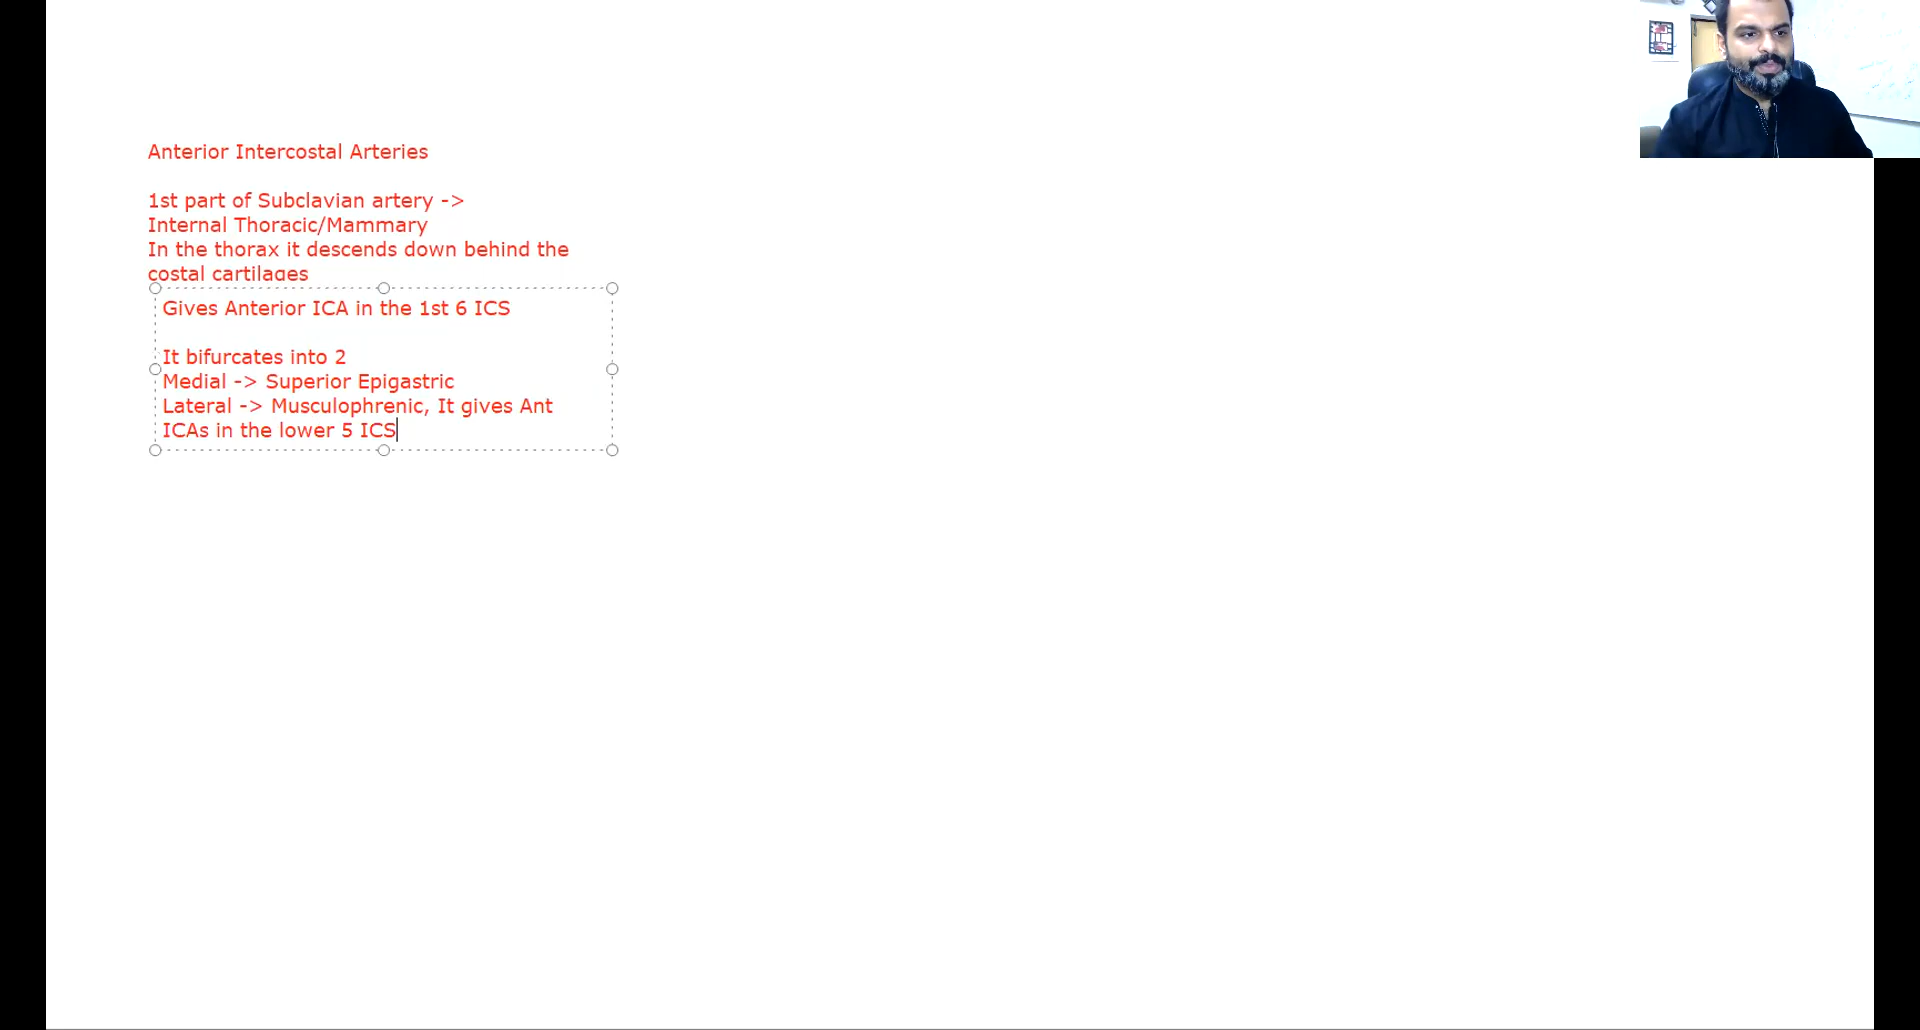 Anterior Intercostal Arteries
1st part of Subclavian artery ->
Internal Thoracic/Mammary
In the thorax it descends down behind the
costal cartilages
Gives Anterior ICA in the 1st 6 ICS
It bifurcates into 2
Medial -> Superior Epigastric
Lateral -> Musculophrenic, It gives Ant
ICAs in the lower 5 ICS